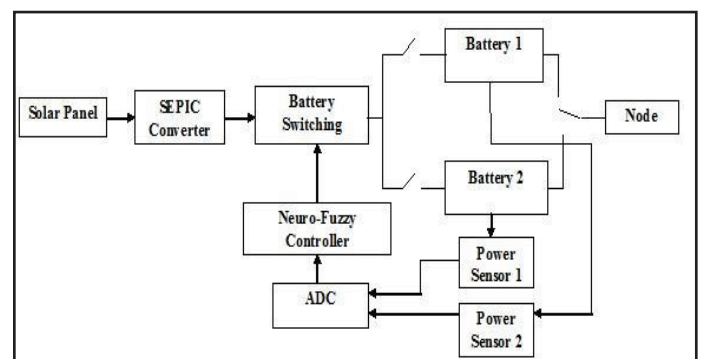 Battery 1
Solar Panel
SEPIC
Converter
Battery
Switching
Node
Battery 2
Neuro-Fuzzy
Controller
Power
Sensor 1
ADC
Power
Sensor 2